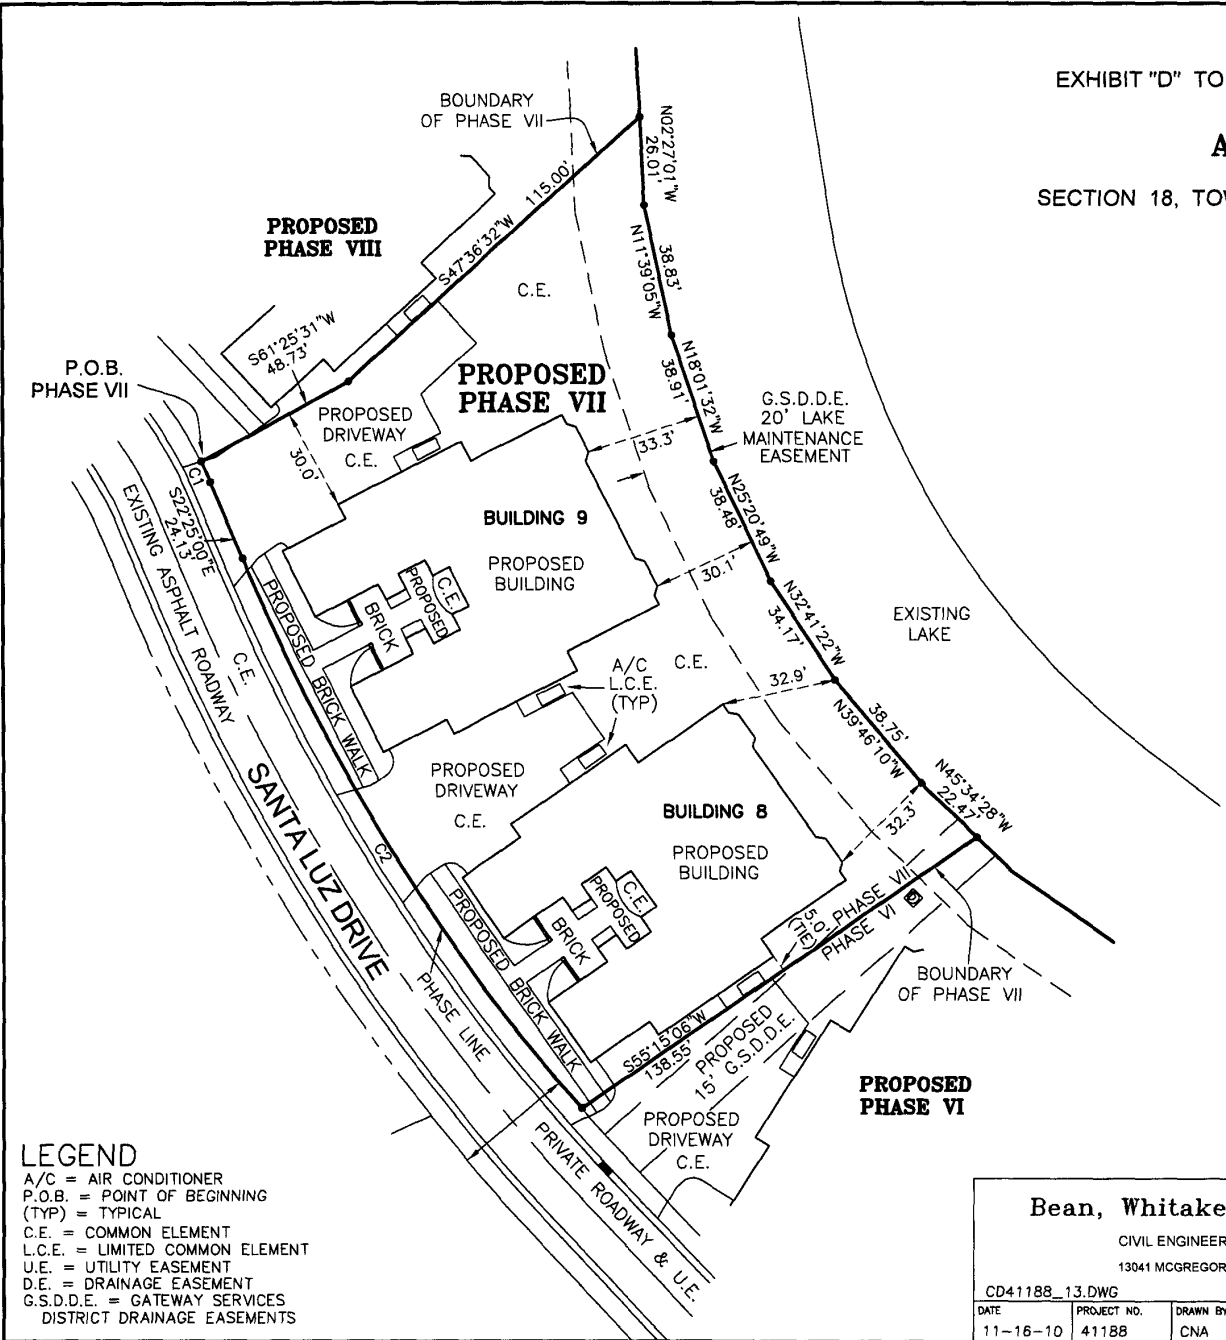 EXHIBIT "D" TO
A
SECTION 18, TOW
BOUNDARY
OF PHASE VII
N02°27'01"W
26.01'
115.00'
S47°36'32"W
PROPOSED
PHASE VIII
N11°39'05"W
38.83'
C.E.
S61°25'31"W
48.73'
P.O.B.
PHASE VII
PROPOSED
PHASE VII
N18°01'32"W
38.91'
G.S.D.D.E.
20' LAKE
MAINTENANCE
EASEMENT
PROPOSED
DRIVEWAY
C.E.
30.0'
33.3'
C1
S22°25'00"E
24.13'
N25°20'49"W
38.48'
BUILDING 9
PROPOSED
BUILDING
30.1'
EXISTING ASPHALT ROADWAY
C.E.
PROPOSED BRICK WALK
BRICK
PROPOSED
C.E.
N32°41'22"W
34.17'
EXISTING
LAKE
A/C
L.C.E.
(TYP)
C.E.
32.9'
N39°46'10"W
38.75'
PROPOSED
DRIVEWAY
C.E.
SANTA LUZ DRIVE
C2
N45°34'28"W
22.47'
32.3'
BUILDING 8
PROPOSED
BUILDING
PROPOSED BRICK WALK
BRICK
PROPOSED
C.E.
5.0'
(TIE)
PHASE VII
PHASE VI
D
BOUNDARY
OF PHASE VII
PHASE LINE
S55°15'06"W
138.55'
PROPOSED
15' G.S.D.D.E.
PROPOSED
PHASE VI
PROPOSED
DRIVEWAY
C.E.
PRIVATE ROADWAY & U.E.
LEGEND
A/C = AIR CONDITIONER
P.O.B. = POINT OF BEGINNING
(TYP) = TYPICAL
C.E. = COMMON ELEMENT
L.C.E. = LIMITED COMMON ELEMENT
U.E. = UTILITY EASEMENT
D.E. = DRAINAGE EASEMENT
G.S.D.D.E. = GATEWAY SERVICES
DISTRICT DRAINAGE EASEMENTS
Bean, Whitake
CIVIL ENGINEER
13041 MCGREGOR
CD41188_13.DWG
DATE PROJECT NO. DRAWN BY
11-16-10 41188 CNA